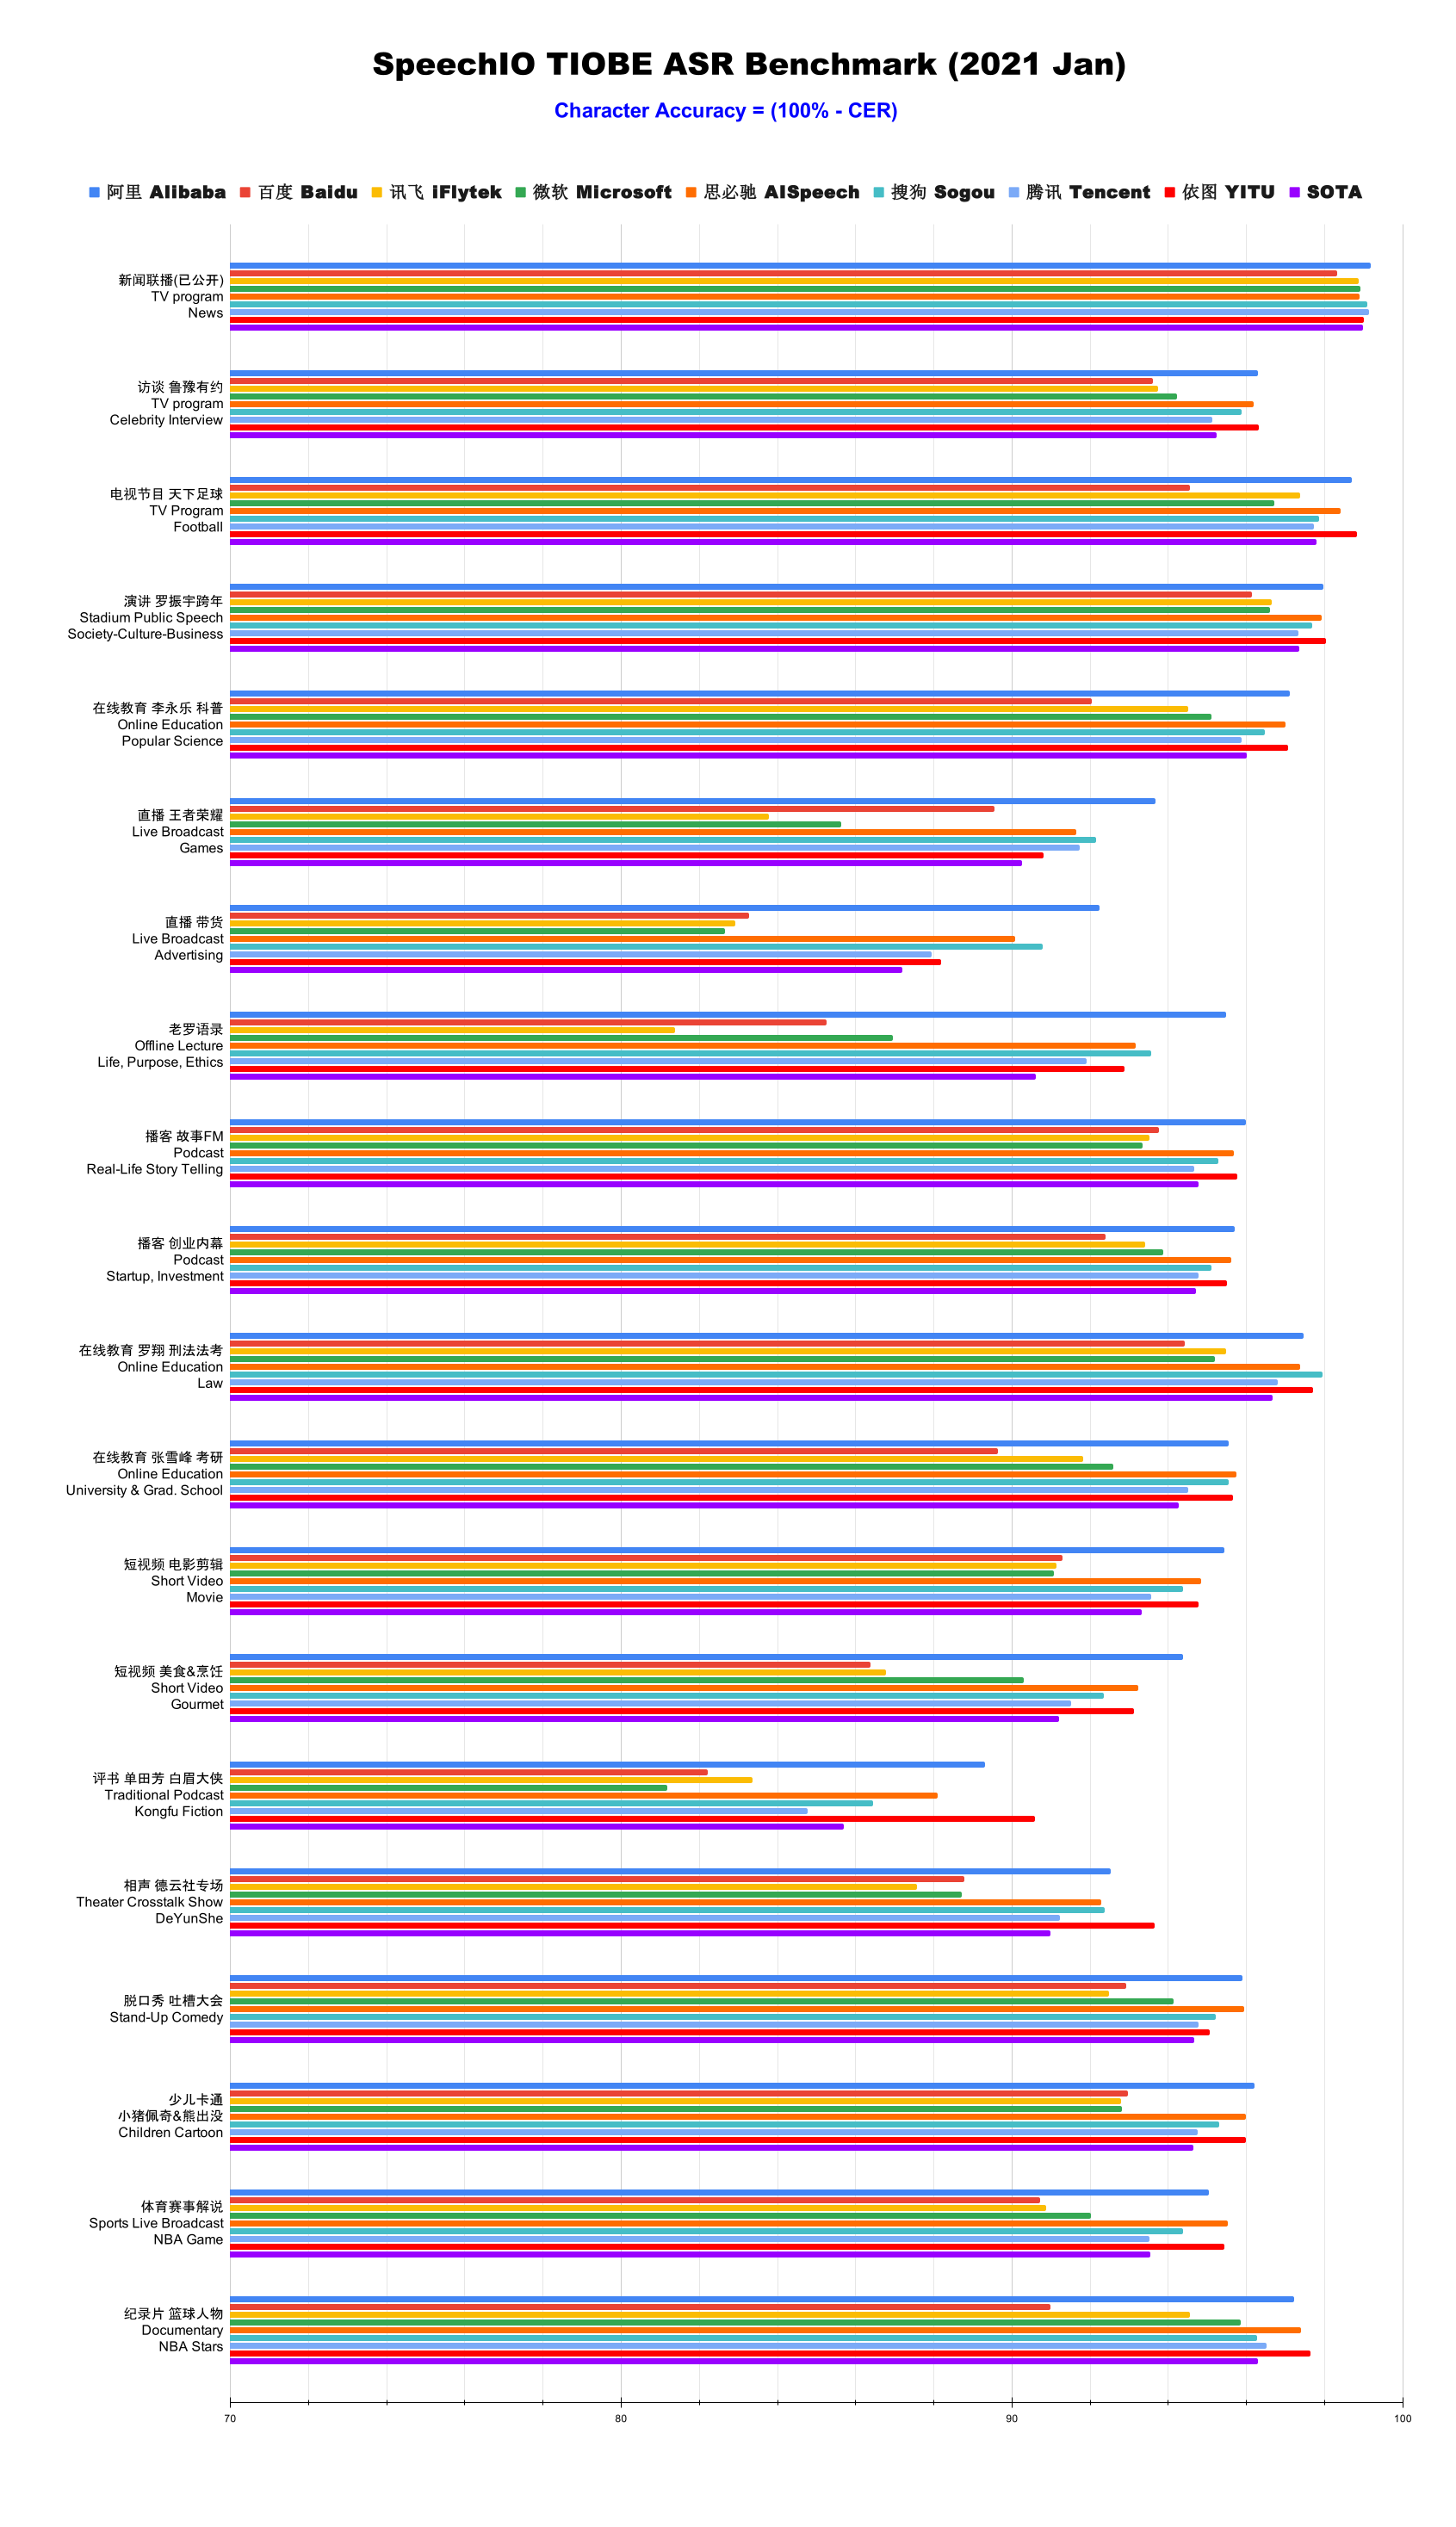 SpeechIO TIOBE ASR Benchmark (2021 Jan)
Character Accuracy = (100% - CER)
阿里 Alibaba 百度 Baidu 讯飞 iFlytek 微软 Microsoft 思必驰 AISpeech 搜狗 Sogou 腾讯 Tencent 依图 YITU SOTA
新闻联播(已公开)
TV program
News
访谈 鲁豫有约
TV program
Celebrity Interview
电视节目 天下足球
TV Program
Football
演讲 罗振宇跨年
Stadium Public Speech
Society-Culture-Business
在线教育 李永乐 科普
Online Education
Popular Science
直播 王者荣耀
Live Broadcast
Games
直播 带货
Live Broadcast
Advertising
老罗语录
Offline Lecture
Life, Purpose, Ethics
播客 故事FM
Podcast
Real-Life Story Telling
播客 创业内幕
Podcast
Startup, Investment
在线教育 罗翔 刑法法考
Online Education
Law
在线教育 张雪峰 考研
Online Education
University & Grad. School
短视频 电影剪辑
Short Video
Movie
短视频 美食&烹饪
Short Video
Gourmet
评书 单田芳 白眉大侠
Traditional Podcast
Kongfu Fiction
相声 德云社专场
Theater Crosstalk Show
DeYunShe
脱口秀 吐槽大会
Stand-Up Comedy
少儿卡通
小猪佩奇&熊出没
Children Cartoon
体育赛事解说
Sports Live Broadcast
NBA Game
纪录片 篮球人物
Documentary
NBA Stars
70 80 90 100